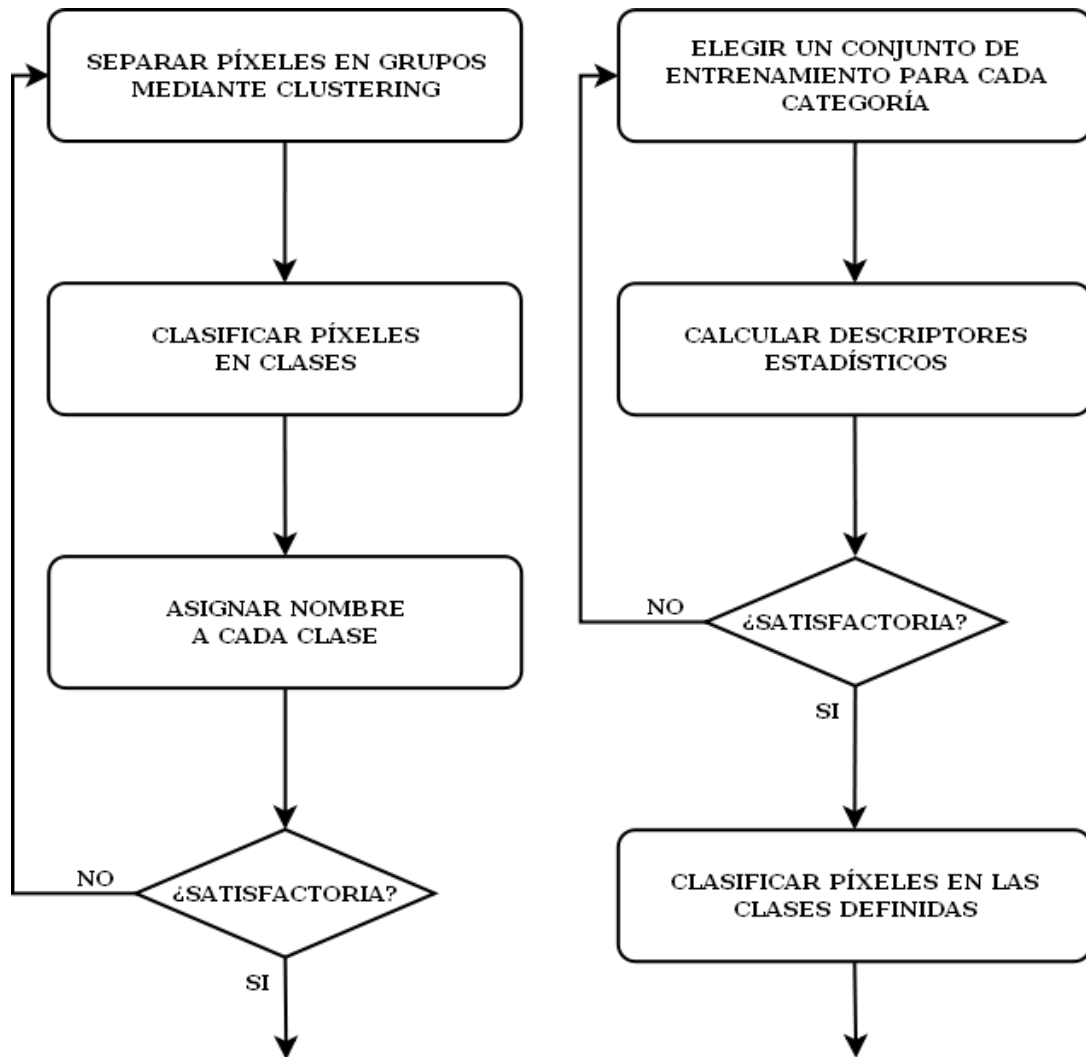 SEPARAR PÍXELES EN GRUPOS
MEDIANTE CLUSTERING
CLASIFICAR PÍXELES
EN CLASES
ASIGNAR NOMBRE
A CADA CLASE
¿SATISFACTORIA?
NO
SI
ELEGIR UN CONJUNTO DE
ENTRENAMIENTO PARA CADA
CATEGORÍA
CALCULAR DESCRIPTORES
ESTADÍSTICOS
¿SATISFACTORIA?
NO
SI
CLASIFICAR PÍXELES EN LAS
CLASES DEFINIDAS